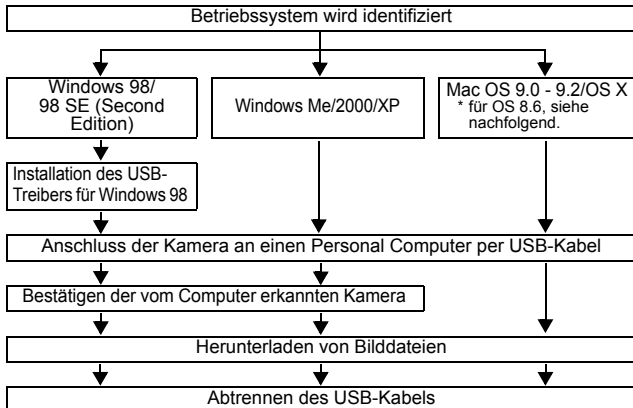 Betriebssystem wird identifiziert
Windows 98/
98 SE (Second
Edition)
Windows Me/2000/XP
Mac OS 9.0 - 9.2/OS X
* für OS 8.6, siehe
nachfolgend.
Installation des USB-
Treibers für Windows 98
Anschluss der Kamera an einen Personal Computer per USB-Kabel
Bestätigen der vom Computer erkannten Kamera
Herunterladen von Bilddateien
Abtrennen des USB-Kabels